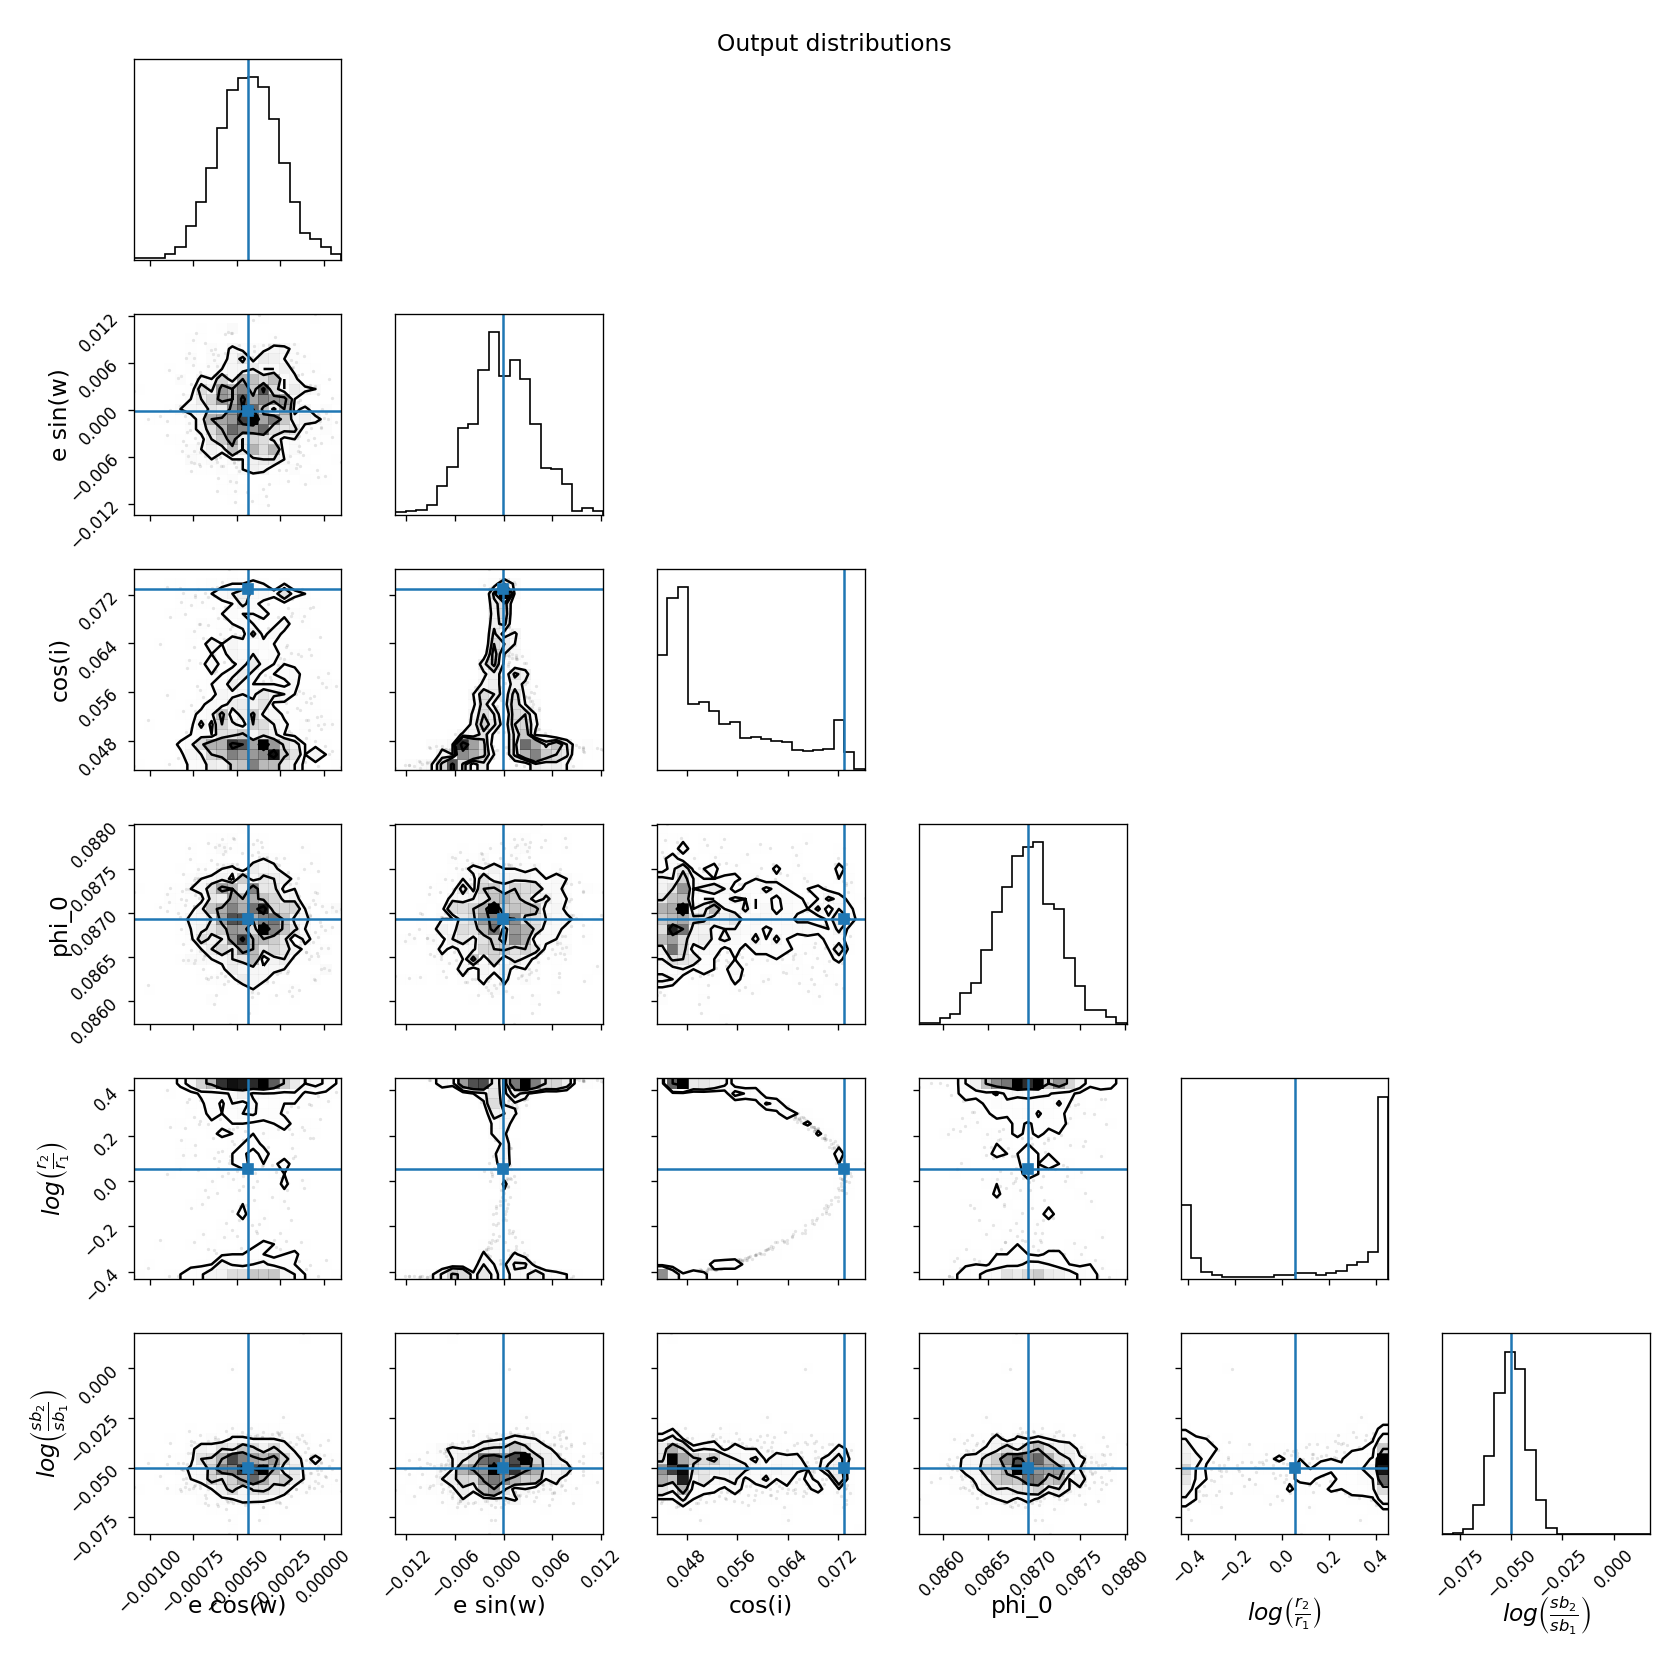 Output distributions
e sin(w)
0.012
0.006
0.000
−0.006
−0.012
cos(i)
0.072
0.064
0.056
0.048
phi_0
0.0880
0.0875
0.0870
0.0865
0.0860
log(r2/r1)
0.4
0.2
0.0
−0.2
−0.4
log(sb2/sb1)
0.000
−0.025
−0.050
−0.075
−0.00100 −0.00075 −0.00050 −0.00025 0.00000
−0.012 −0.006 0.000 0.006 0.012
0.048 0.056 0.064 0.072
0.0860 0.0865 0.0870 0.0875 0.0880
−0.4 −0.2 0.0 0.2 0.4
−0.075 −0.050 −0.025 0.000
e cos(w) e sin(w) cos(i) phi_0 log(r2/r1) log(sb2/sb1)